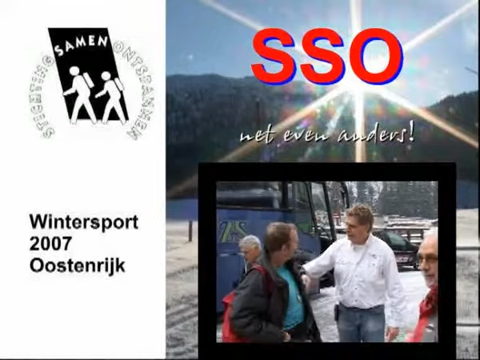 STICHTING SAMEN ONTSPANNEN
SSO
net even anders!
Wintersport
2007
Oostenrijk